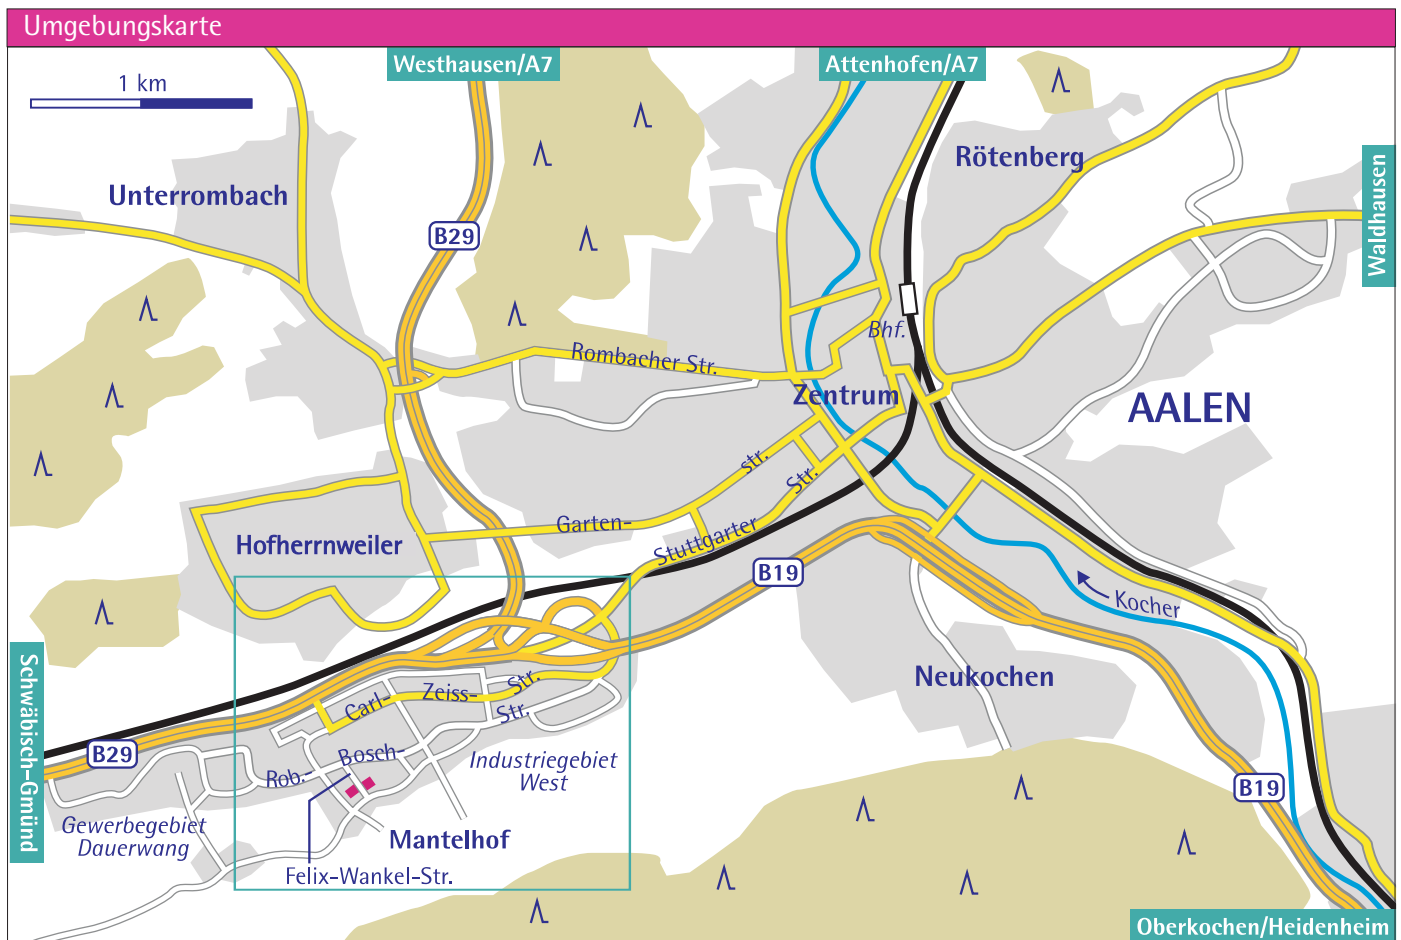 Umgebungskarte
Westhausen/A7
Attenhofen/A7
1 km
Rötenberg
Waldhausen
Unterrombach
B29
Bhf.
Rombacher Str.
Zentrum
AALEN
str.
Str.
Garten-
Hofherrnweiler
Stuttgarter
B19
Kocher
Schwäbisch-Gmünd
Neukochen
Carl-
Zeiss-
Str.
Str.
B29
Bosch-
Rob.-
Industriegebiet
West
B19
Gewerbegebiet
Dauerwang
Mantelhof
Felix-Wankel-Str.
Oberkochen/Heidenheim